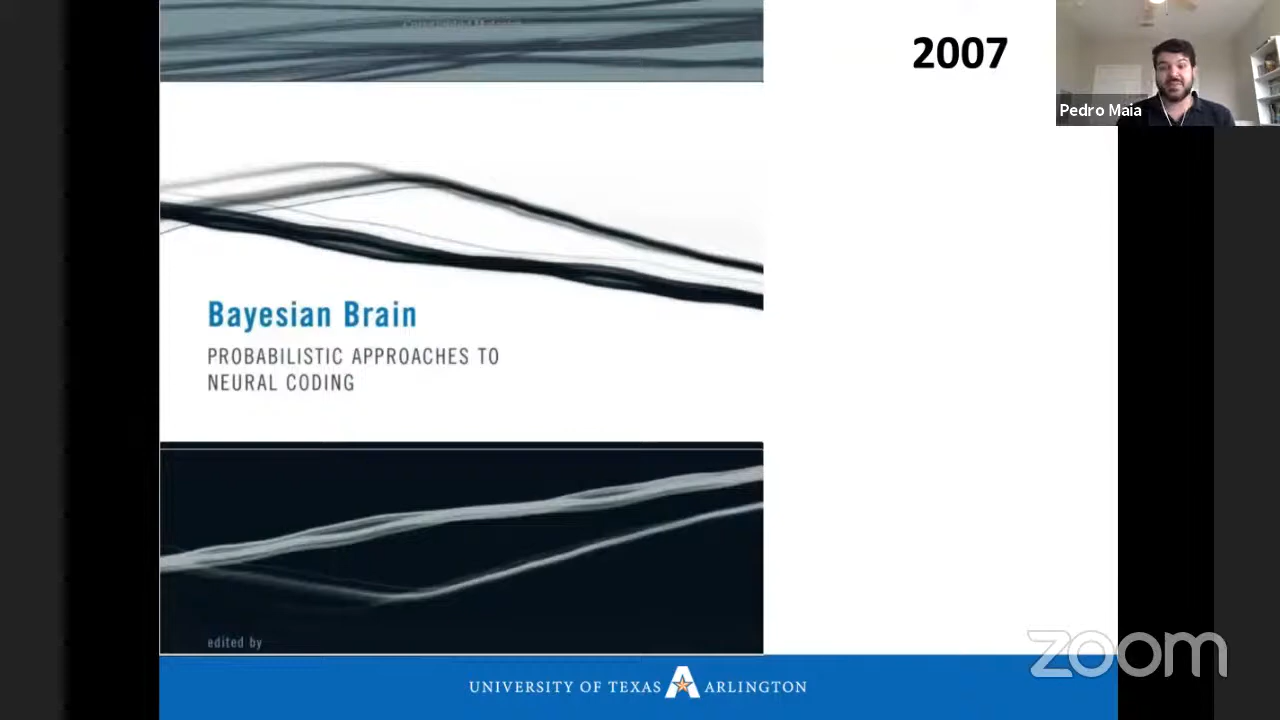 2007
Pedro Maia
Bayesian Brain
PROBABILISTIC APPROACHES TO
NEURAL CODING
edited by
UNIVERSITY OF TEXAS ARLINGTON
zoom